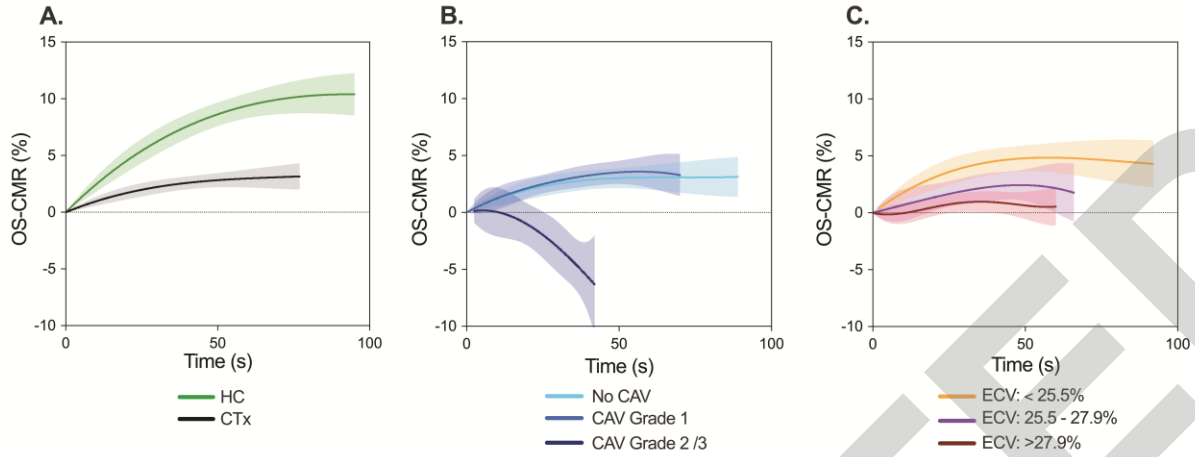 A.
15
10
5
0
-5
-10
OS-CMR (%)
0 50 100
Time (s)
HC
CTx
B.
15
10
5
0
-5
-10
OS-CMR (%)
0 50 100
Time (s)
No CAV
CAV Grade 1
CAV Grade 2 /3
C.
15
10
5
0
-5
-10
OS-CMR (%)
0 50 100
Time (s)
ECV: < 25.5%
ECV: 25.5 - 27.9%
ECV: >27.9%